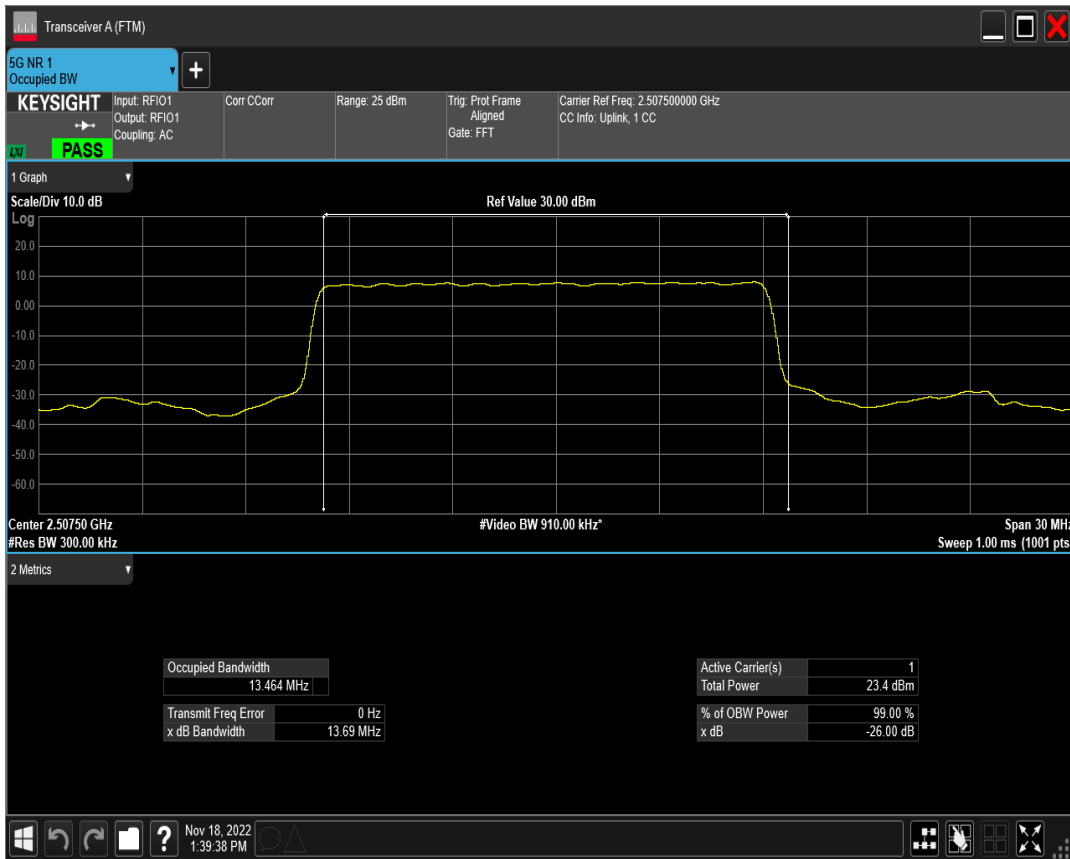 Transceiver A (FTM)
5G NR 1
Occupied BW
+
KEYSIGHT
LXI
PASS
Input: RFIO1
Output: RFIO1
Coupling: AC
Corr CCorr
Range: 25 dBm
Trig: Prot Frame
Aligned
Gate: FFT
Carrier Ref Freq: 2.507500000 GHz
CC Info: Uplink, 1 CC
1 Graph
Scale/Div 10.0 dB
Ref Value 30.00 dBm
Log
20.0
10.0
0.00
-10.0
-20.0
-30.0
-40.0
-50.0
-60.0
Center 2.50750 GHz
#Video BW 910.00 kHz*
Span 30 MHz
#Res BW 300.00 kHz
Sweep 1.00 ms (1001 pts
2 Metrics
Occupied Bandwidth
13.464 MHz
Transmit Freq Error 0 Hz
x dB Bandwidth 13.69 MHz
Active Carrier(s) 1
Total Power 23.4 dBm
% of OBW Power 99.00 %
x dB -26.00 dB
?
Nov 18, 2022
1:39:38 PM